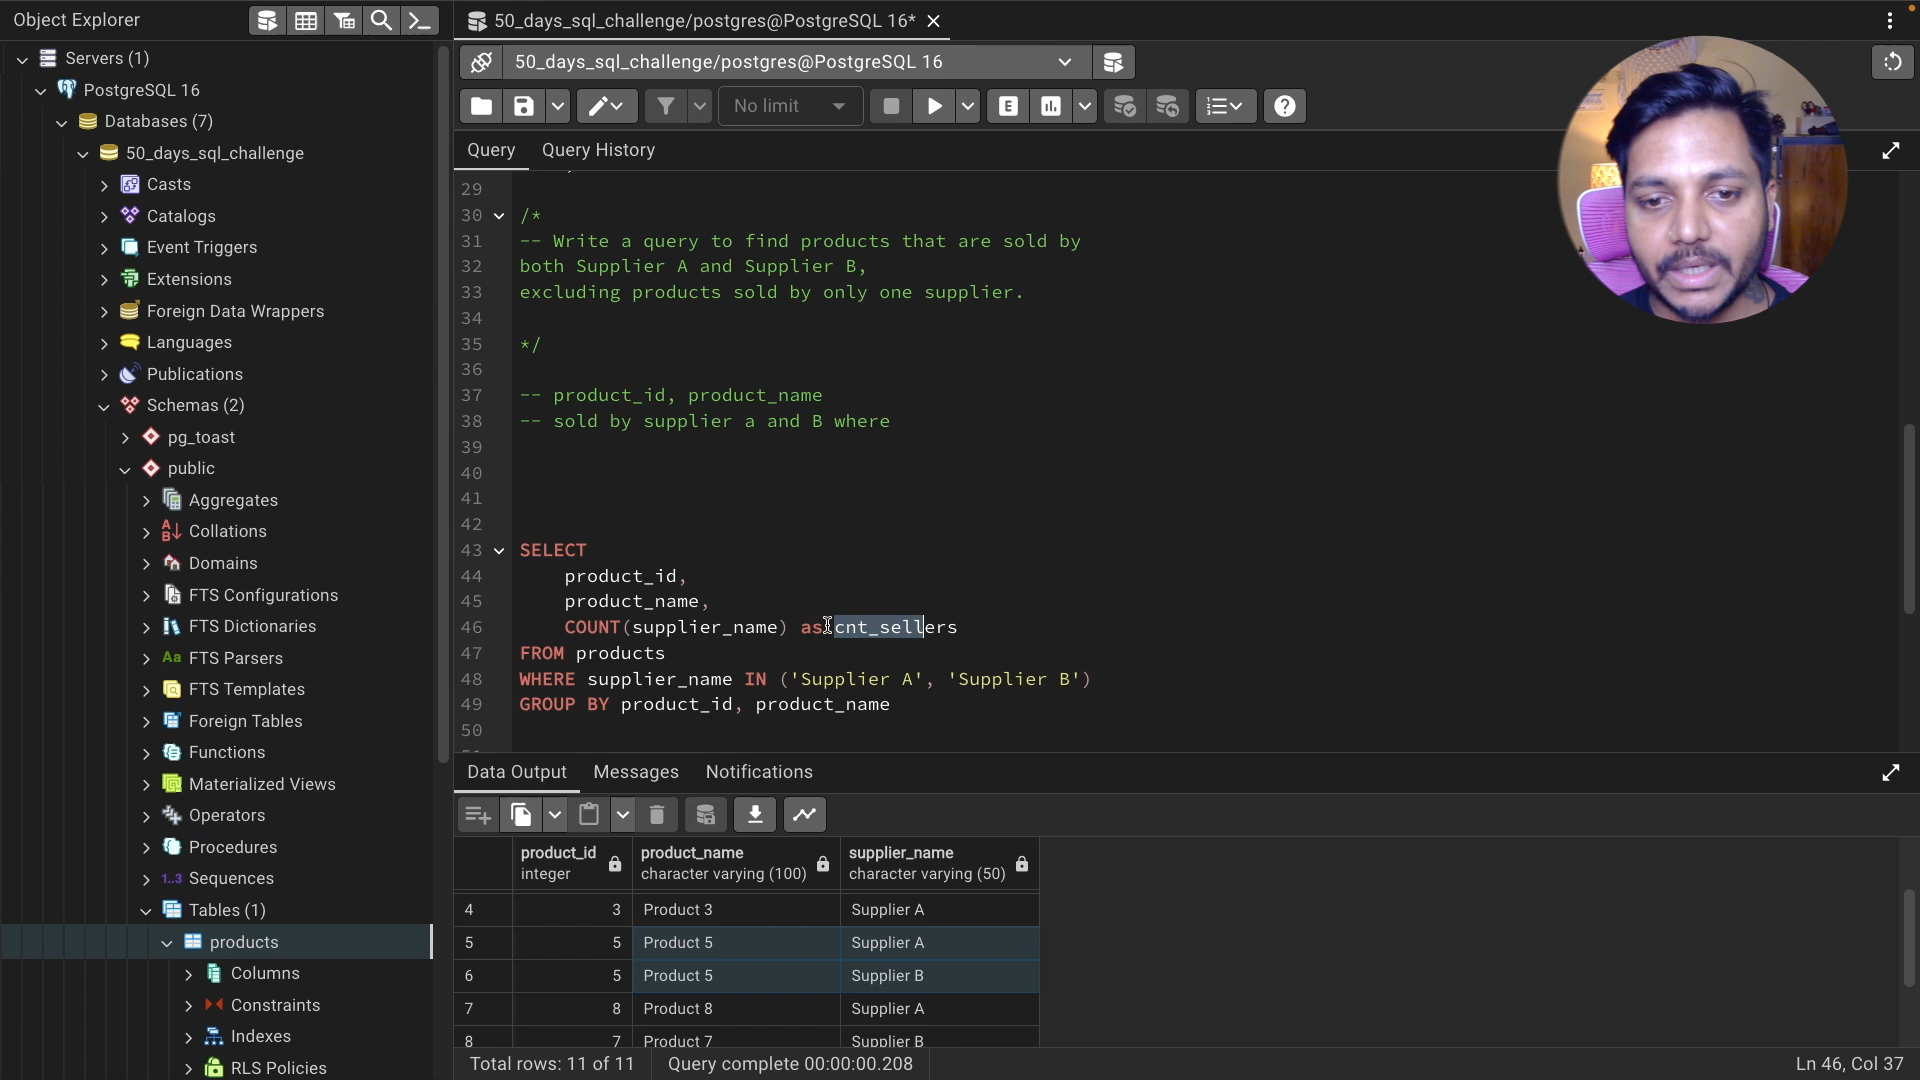 Object Explorer
50_days_sql_challenge/postgres@PostgreSQL 16*
Servers (1)
PostgreSQL 16
Databases (7)
50_days_sql_challenge
Casts
Catalogs
Event Triggers
Extensions
Foreign Data Wrappers
Languages
Publications
Schemas (2)
pg_toast
public
Aggregates
Collations
Domains
FTS Configurations
FTS Dictionaries
Aa FTS Parsers
FTS Templates
Foreign Tables
Functions
Materialized Views
Operators
Procedures
1..3 Sequences
Tables (1)
products
Columns
Constraints
Indexes
RLS Policies
50_days_sql_challenge/postgres@PostgreSQL 16
No limit
E
Query Query History
29
30 /*
31 -- Write a query to find products that are sold by
32 both Supplier A and Supplier B,
33 excluding products sold by only one supplier.
34
35 */
36
37 -- product_id, product_name
38 -- sold by supplier a and B where
39
40
41
42
43 SELECT
44 product_id,
45 product_name,
46 COUNT(supplier_name) as cnt_sellers
47 FROM products
48 WHERE supplier_name IN ('Supplier A', 'Supplier B')
49 GROUP BY product_id, product_name
50
Data Output Messages Notifications
product_id integer
product_name character varying (100)
supplier_name character varying (50)
4 3 Product 3 Supplier A
5 5 Product 5 Supplier A
6 5 Product 5 Supplier B
7 8 Product 8 Supplier A
8 7 Product 7 Supplier B
Total rows: 11 of 11 Query complete 00:00:00.208 Ln 46, Col 37